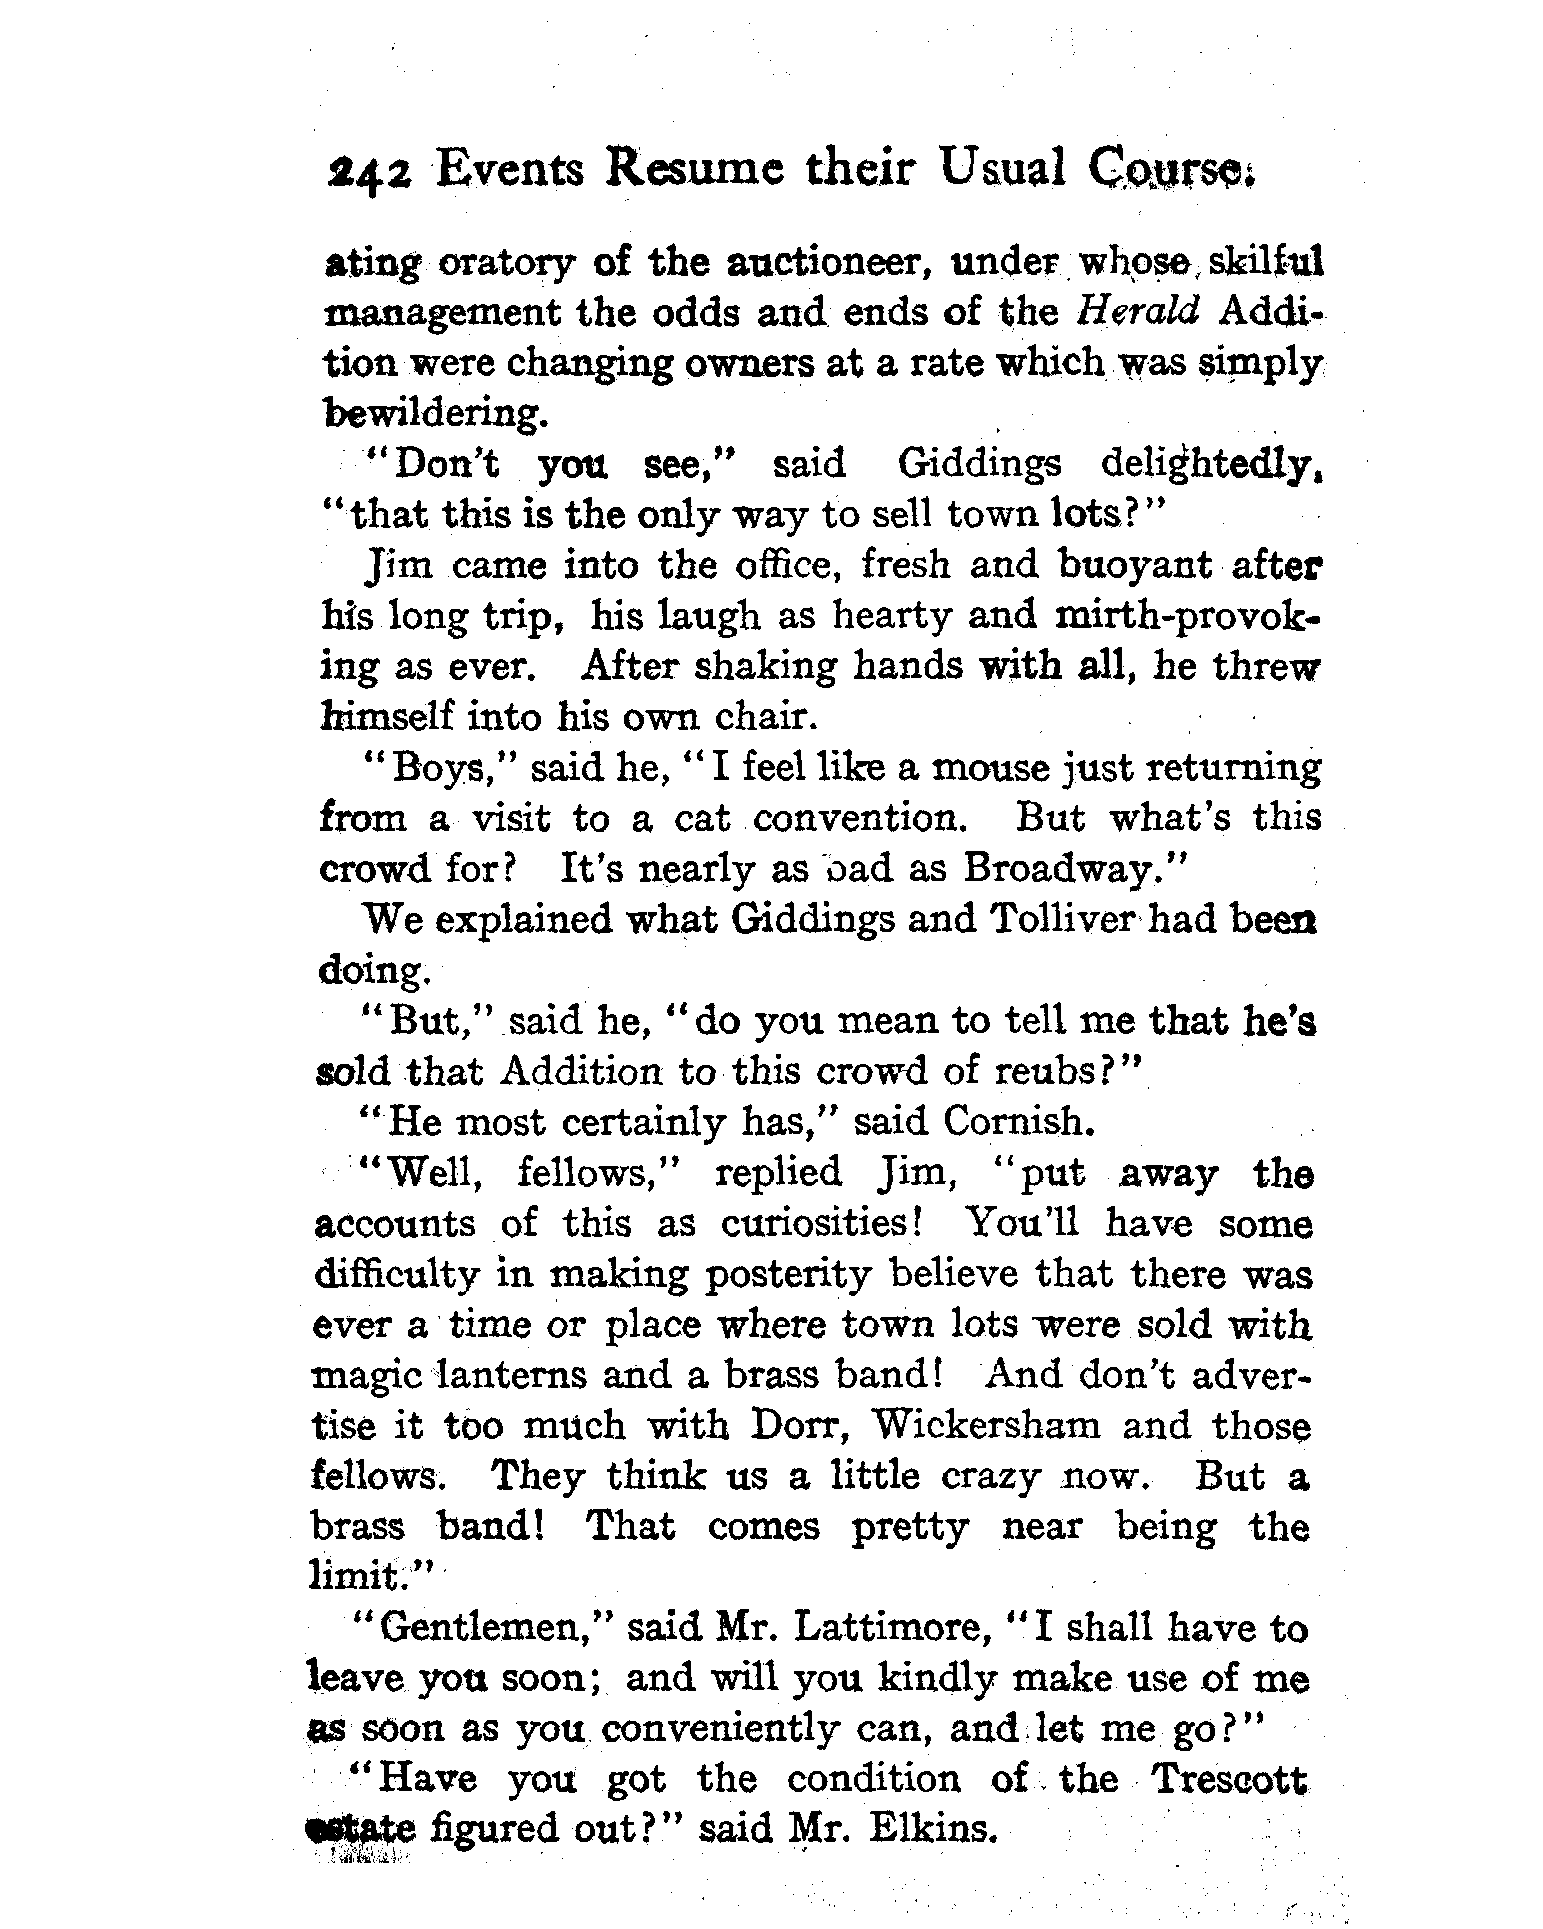 242 Events Resume their Usual Course.
ating oratory of the auctioneer, under whose skilful
management the odds and ends of the Herald Addi-
tion were changing owners at a rate which was simply
bewildering.
"Don't you see," said Giddings delightedly,
"that this is the only way to sell town lots?"
Jim came into the office, fresh and buoyant after
his long trip, his laugh as hearty and mirth-provok-
ing as ever. After shaking hands with all, he threw
himself into his own chair.
"Boys," said he, "I feel like a mouse just returning
from a visit to a cat convention. But what's this
crowd for? It's nearly as bad as Broadway."
We explained what Giddings and Tolliver had been
doing.
"But," said he, "do you mean to tell me that he's
sold that Addition to this crowd of reubs?"
"He most certainly has," said Cornish.
"Well, fellows," replied Jim, "put away the
accounts of this as curiosities! You'll have some
difficulty in making posterity believe that there was
ever a time or place where town lots were sold with
magic lanterns and a brass band! And don't adver-
tise it too much with Dorr, Wickersham and those
fellows. They think us a little crazy now. But a
brass band! That comes pretty near being the
limit."
"Gentlemen," said Mr. Lattimore, "I shall have to
leave you soon; and will you kindly make use of me
as soon as you conveniently can, and let me go?"
"Have you got the condition of the Trescott
estate figured out?" said Mr. Elkins.